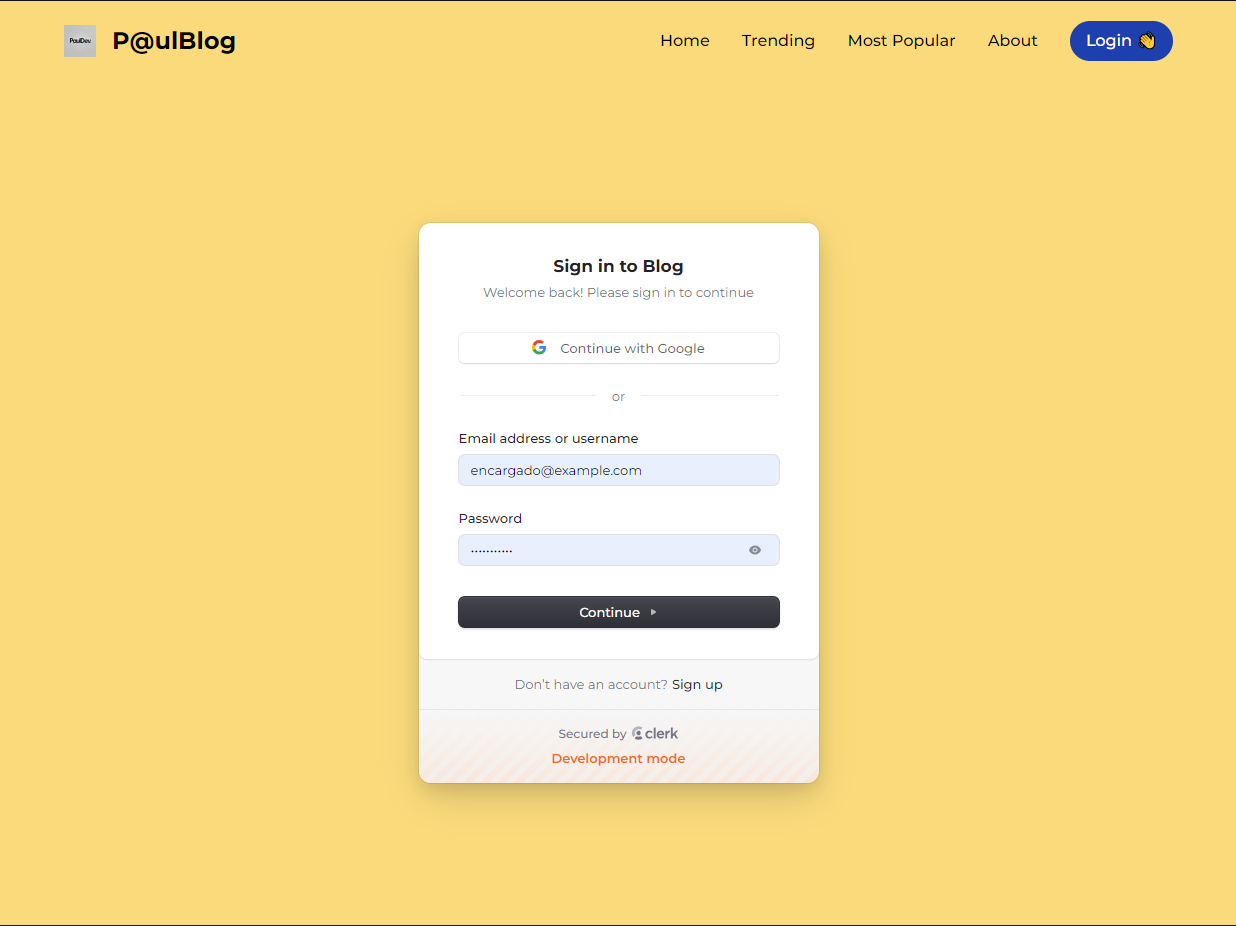 PaulDev
P@ulBlog
Home
Trending
Most Popular
About
Login 👋
Sign in to Blog
Welcome back! Please sign in to continue
Continue with Google
or
Email address or username
encargado@example.com
Password
•••••••••••
Continue
Don’t have an account? Sign up
Secured by clerk
Development mode